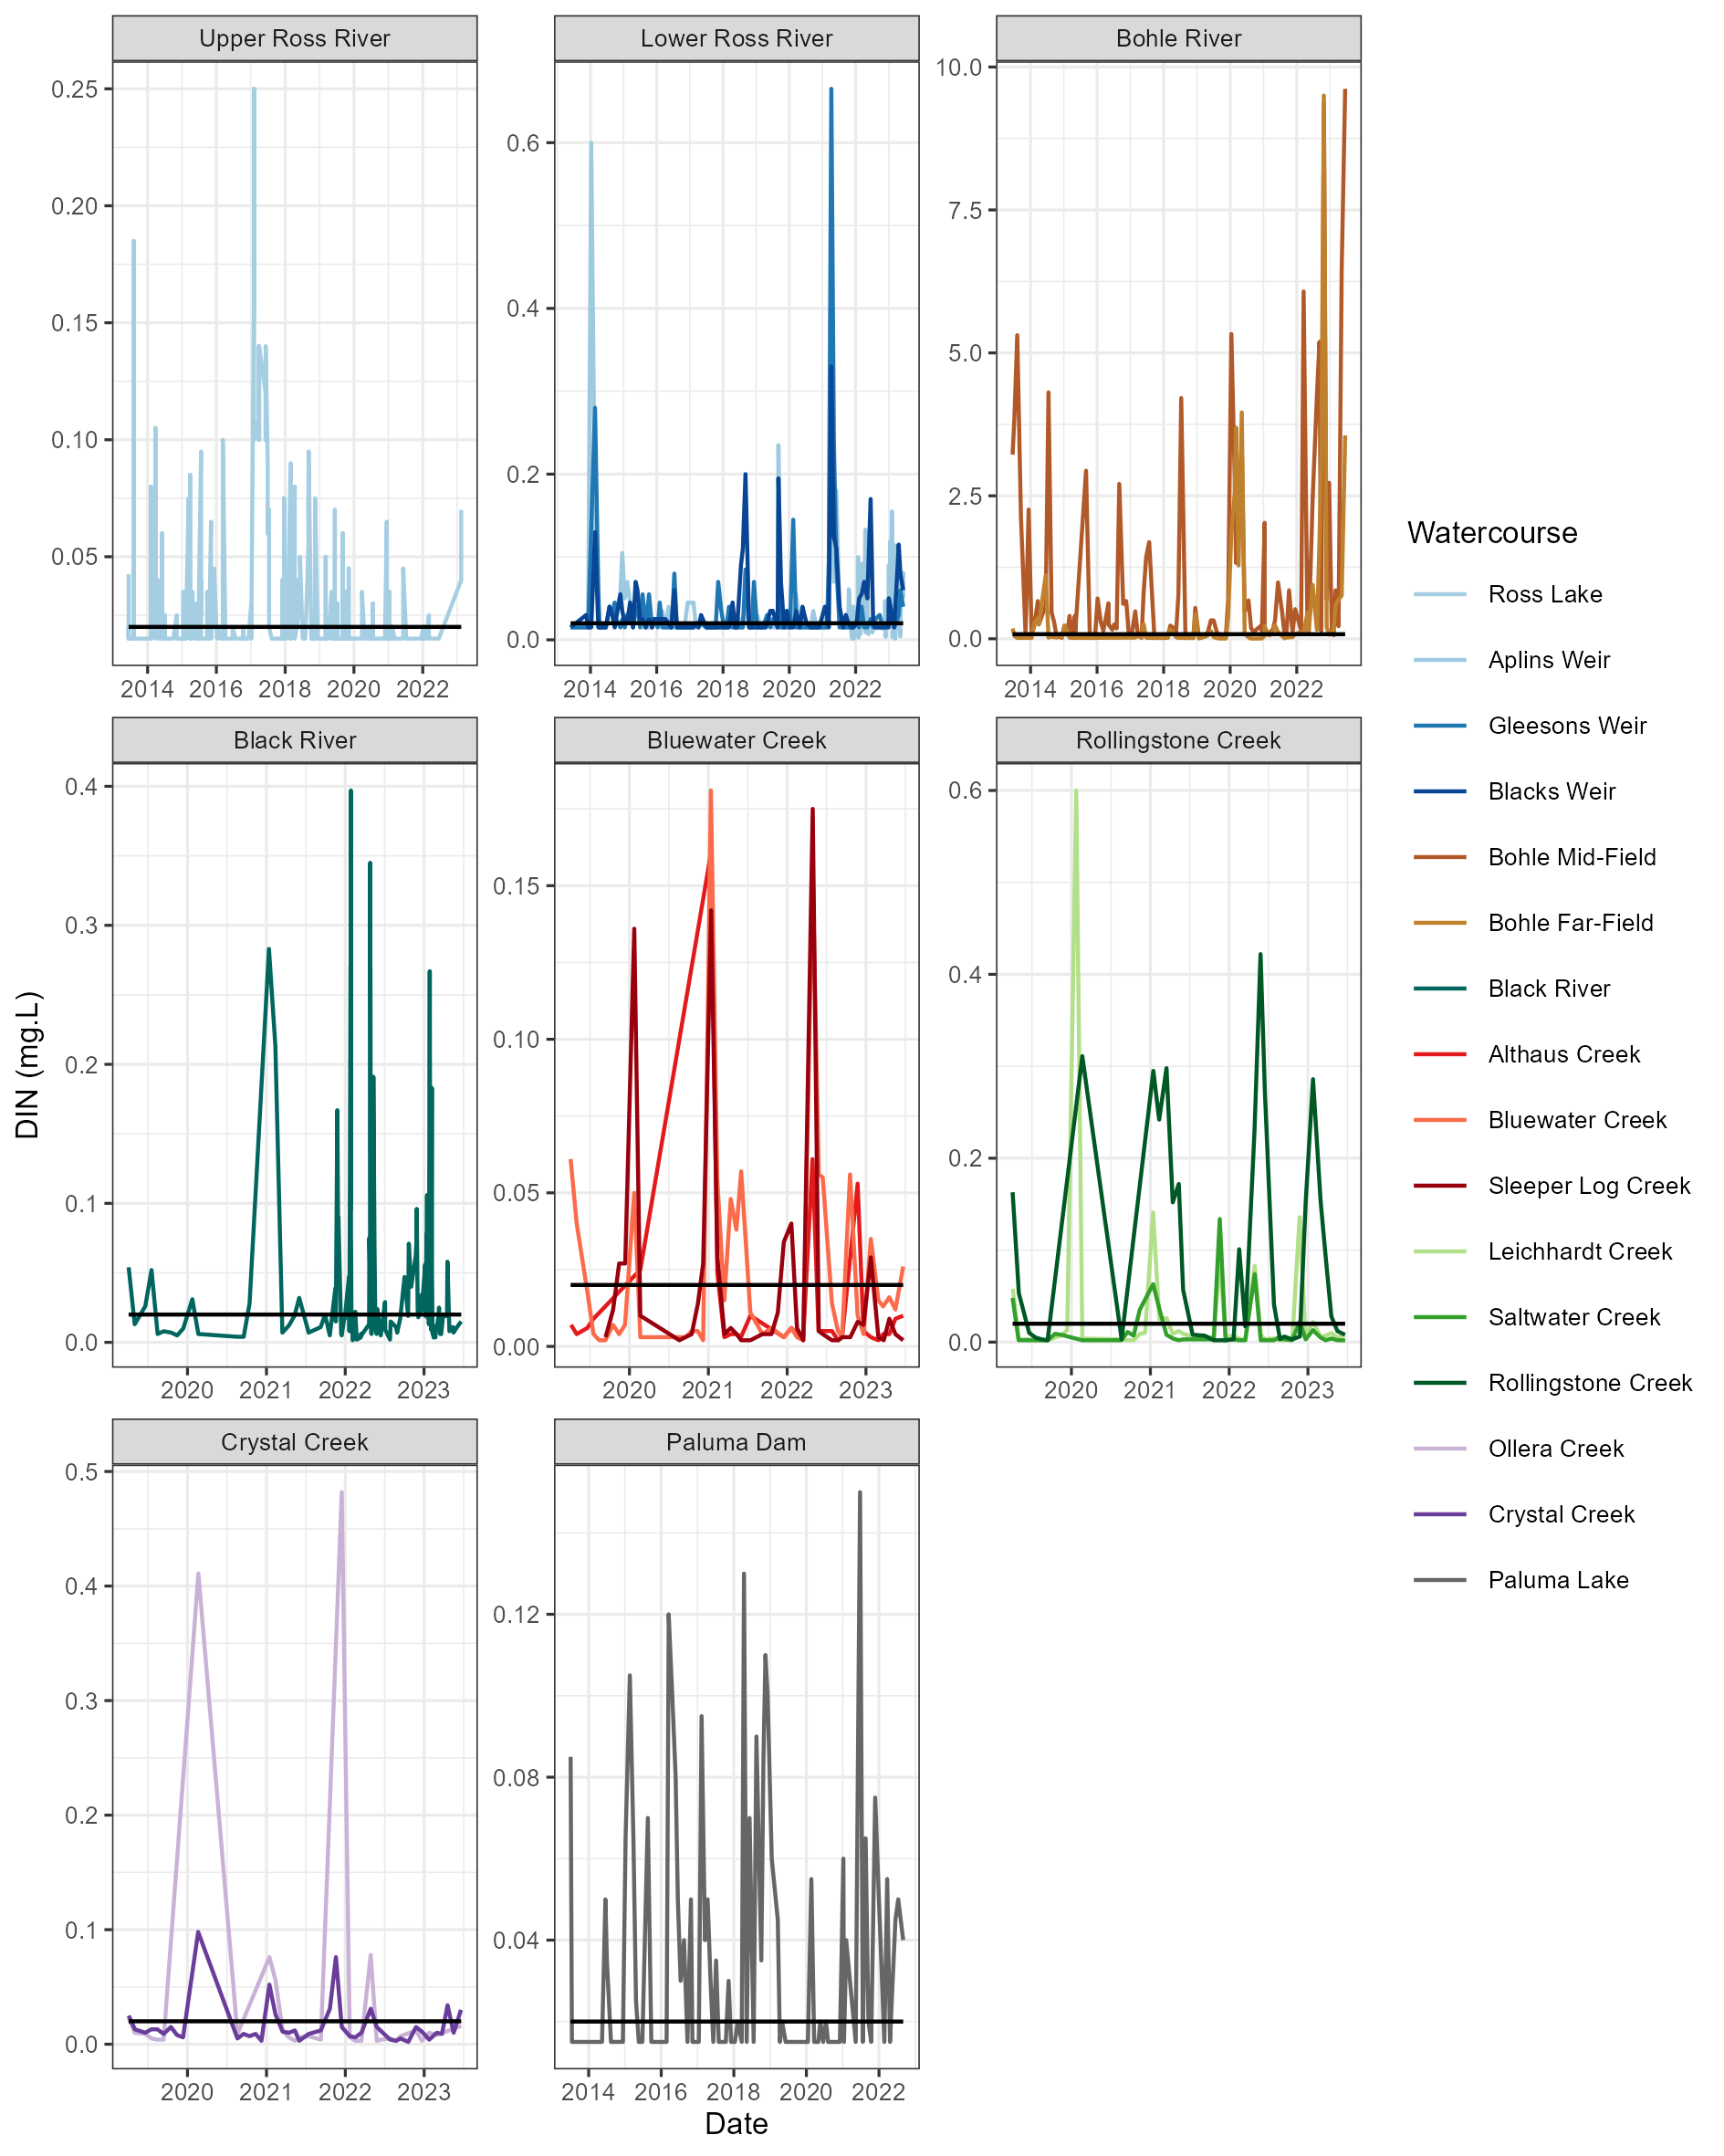 Upper Ross River
Lower Ross River
Bohle River
0.25
0.20
0.15
0.10
0.05
0.6
0.4
0.2
0.0
10.0
7.5
5.0
2.5
0.0
2014 2016 2018 2020 2022
2014 2016 2018 2020 2022
2014 2016 2018 2020 2022
Black River
Bluewater Creek
Rollingstone Creek
0.4
0.3
0.2
0.1
0.0
0.15
0.10
0.05
0.00
0.6
0.4
0.2
0.0
2020 2021 2022 2023
2020 2021 2022 2023
2020 2021 2022 2023
Crystal Creek
Paluma Dam
0.5
0.4
0.3
0.2
0.1
0.0
0.12
0.08
0.04
2020 2021 2022 2023
2014 2016 2018 2020 2022
DIN (mg.L)
Date
Watercourse
Ross Lake
Aplins Weir
Gleesons Weir
Blacks Weir
Bohle Mid-Field
Bohle Far-Field
Black River
Althaus Creek
Bluewater Creek
Sleeper Log Creek
Leichhardt Creek
Saltwater Creek
Rollingstone Creek
Ollera Creek
Crystal Creek
Paluma Lake